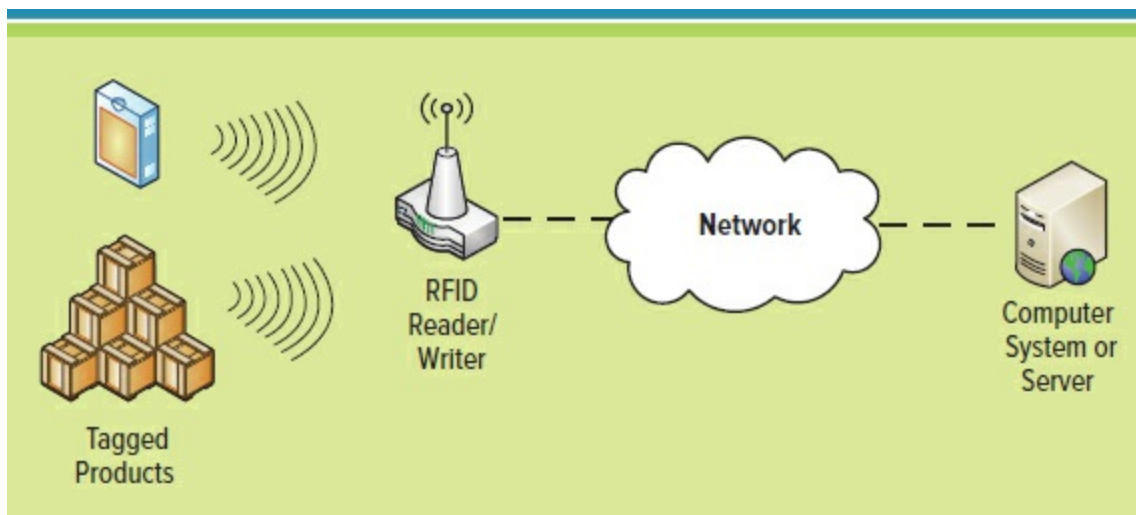 RFID
Reader/
Writer
Network
Computer
System or
Server
Tagged
Products